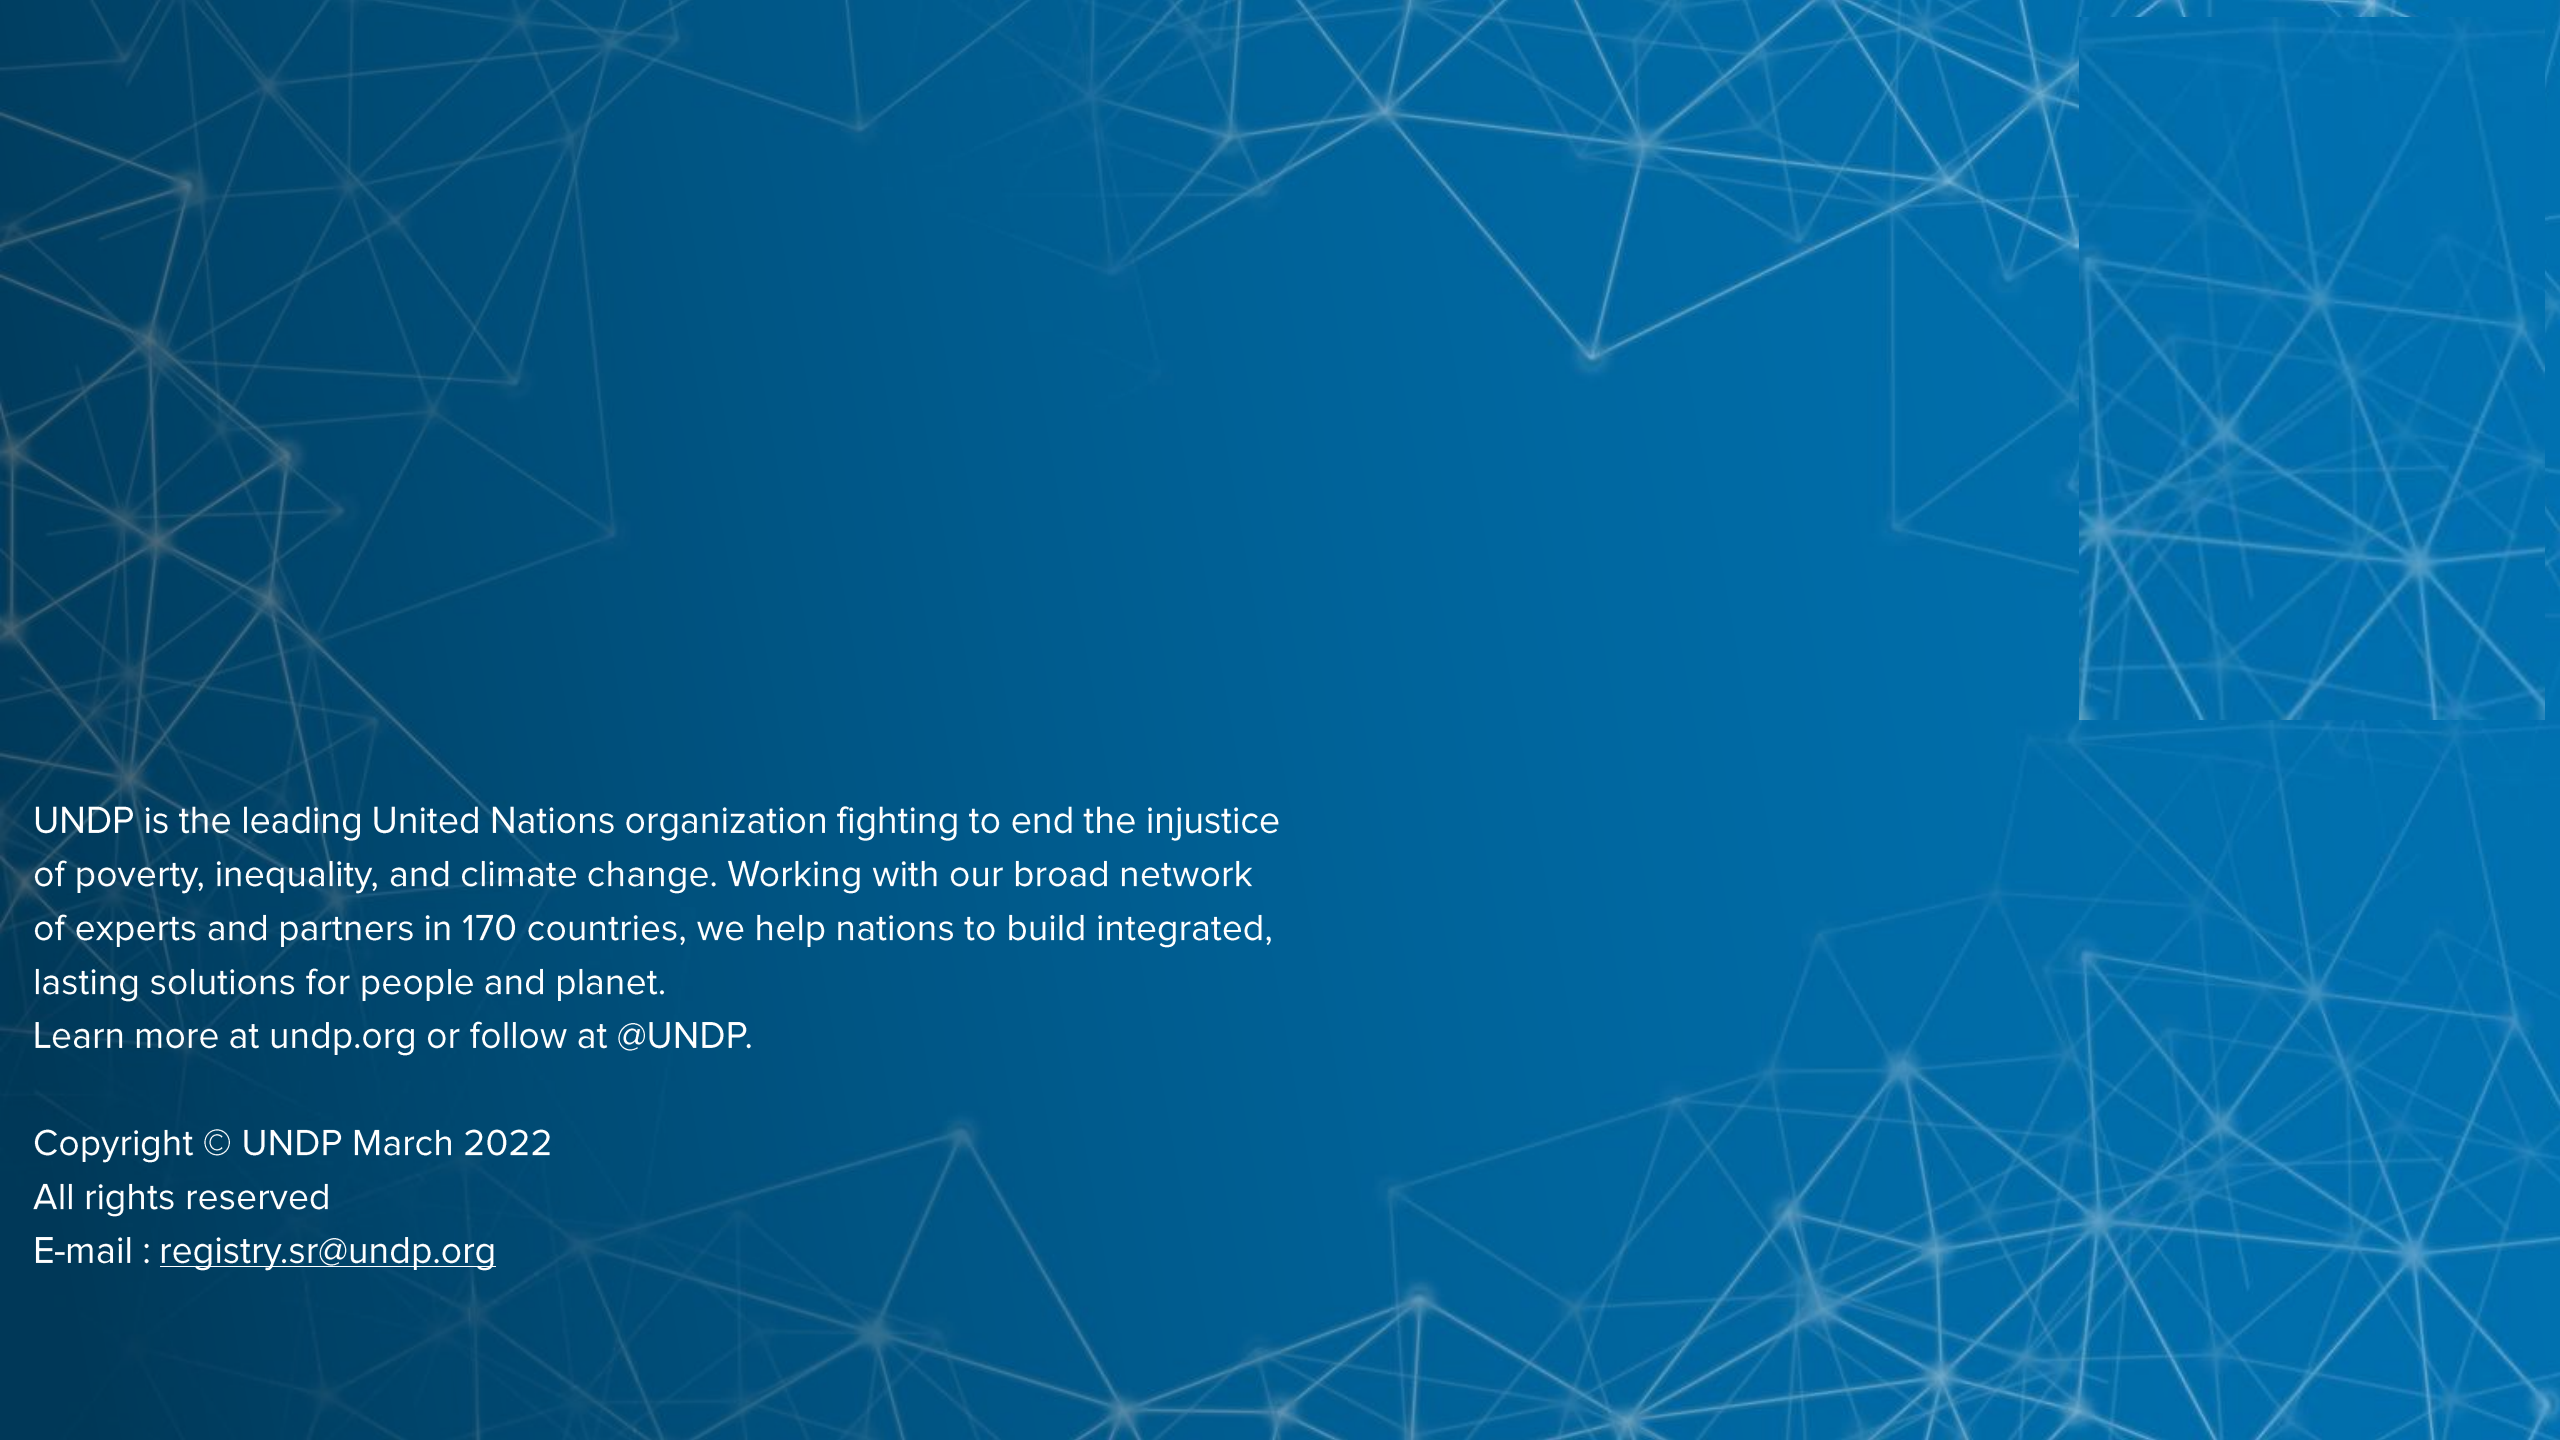 UNDP is the leading United Nations organization fighting to end the injustice
of poverty, inequality, and climate change. Working with our broad network
of experts and partners in 170 countries, we help nations to build integrated,
lasting solutions for people and planet.
Learn more at undp.org or follow at @UNDP.
Copyright © UNDP March 2022
All rights reserved
E-mail : registry.sr@undp.org